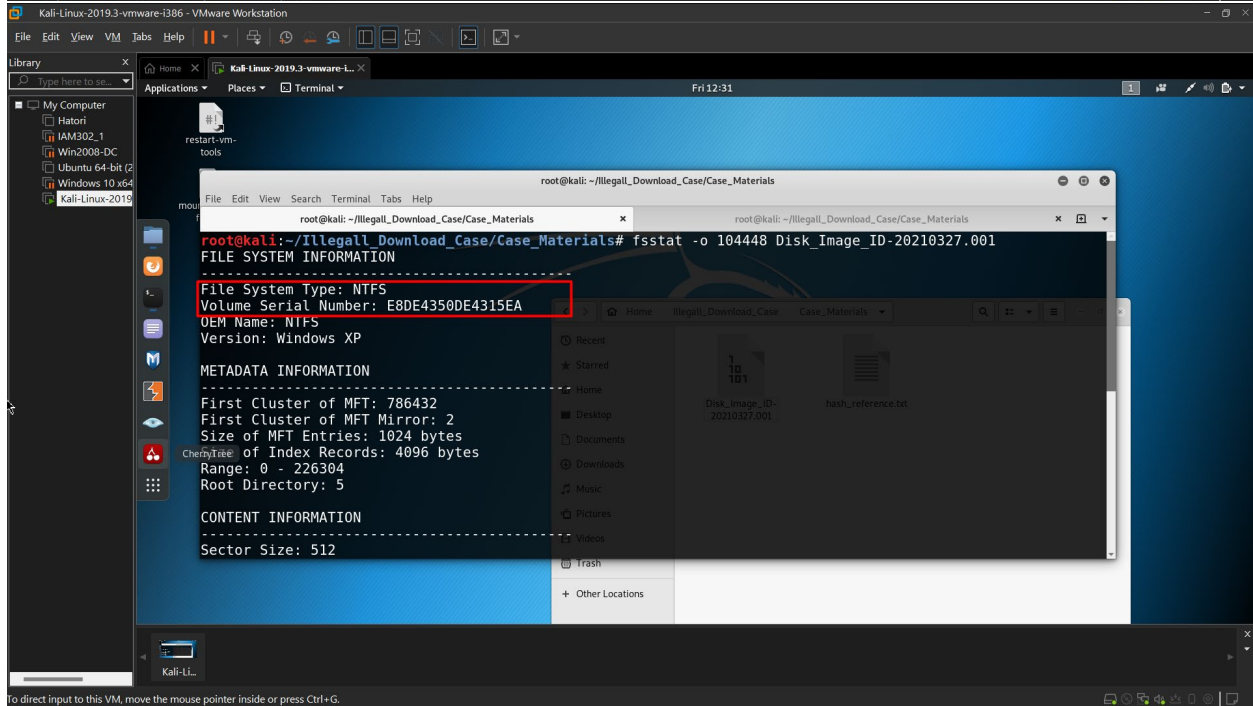 Kali-Linux-2019.3-vmware-i386 - VMware Workstation
File Edit View VM Tabs Help
Library
Type here to se...
Home
Kali-Linux-2019.3-vmware-i...
My Computer
Hatori
IAM302_1
Win2008-DC
Ubuntu 64-bit (2
Windows 10 x64
Kali-Linux-2019
Applications Places Terminal Fri 12:31 1
restart-vm-
tools
mou
root@kali: ~/Illegall_Download_Case/Case_Materials
File Edit View Search Terminal Tabs Help
root@kali: ~/Illegall_Download_Case/Case_Materials
root@kali: ~/Illegall_Download_Case/Case_Materials
root@kali:~/Illegall_Download_Case/Case_Materials# fsstat -o 104448 Disk_Image_ID-20210327.001
FILE SYSTEM INFORMATION
--------------------------------------------
File System Type: NTFS
Volume Serial Number: E8DE4350DE4315EA
OEM Name: NTFS
Version: Windows XP
METADATA INFORMATION
--------------------------------------------
First Cluster of MFT: 786432
First Cluster of MFT Mirror: 2
Size of MFT Entries: 1024 bytes
of Index Records: 4096 bytes
Range: 0 - 226304
Root Directory: 5
CONTENT INFORMATION
--------------------------------------------
Sector Size: 512
CherryTree
Home Illegall_Download_Case Case_Materials
Recent
Starred
Home
Desktop
Documents
Downloads
Music
Pictures
Videos
Trash
+ Other Locations
Disk_Image_ID-
20210327.001
hash_reference.txt
Kali-Li...
To direct input to this VM, move the mouse pointer inside or press Ctrl+G.